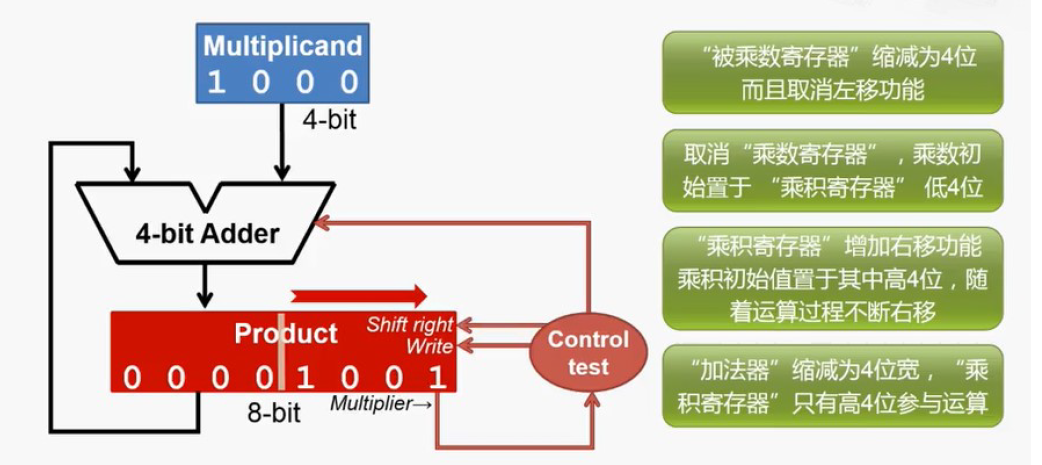 Multiplicand
1 0 0 0
4-bit
4-bit Adder
Product
Shift right
Write
0 0 0 0 1 0 0 1
8-bit
Multiplier→
Control
test
“被乘数寄存器”缩减为4位
而且取消左移功能
取消“乘数寄存器”，乘数初
始置于“乘积寄存器”低4位
“乘积寄存器”增加右移功能
乘积初始值置于其中高4位，随
着运算过程不断右移
“加法器”缩减为4位宽，“乘
积寄存器”只有高4位参与运算